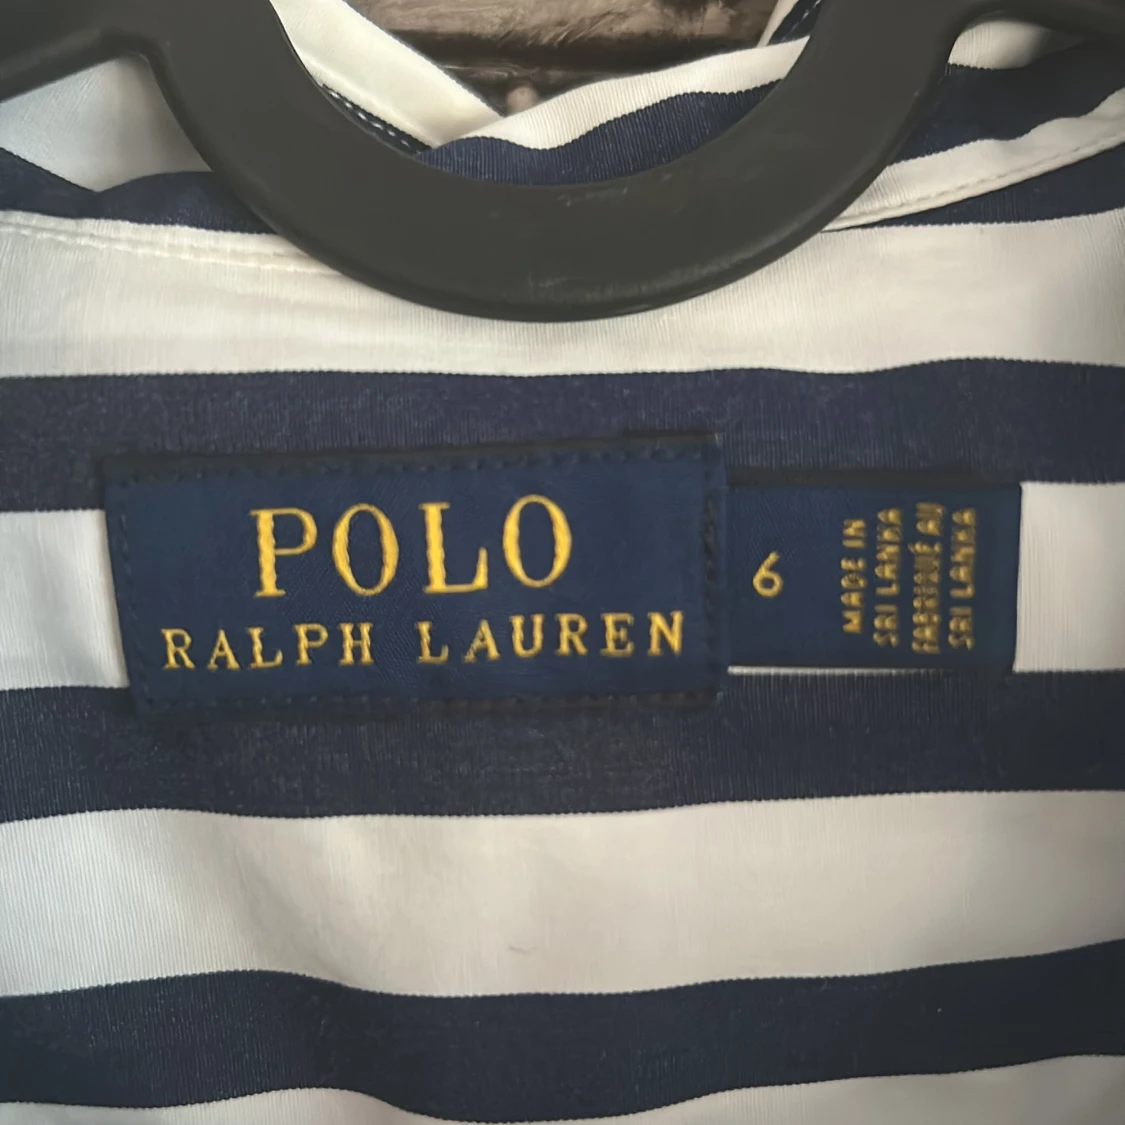 POLO
RALPH LAUREN
6
MADE IN
SRI LANKA
FABRIQUÉ AU
SRI LANKA